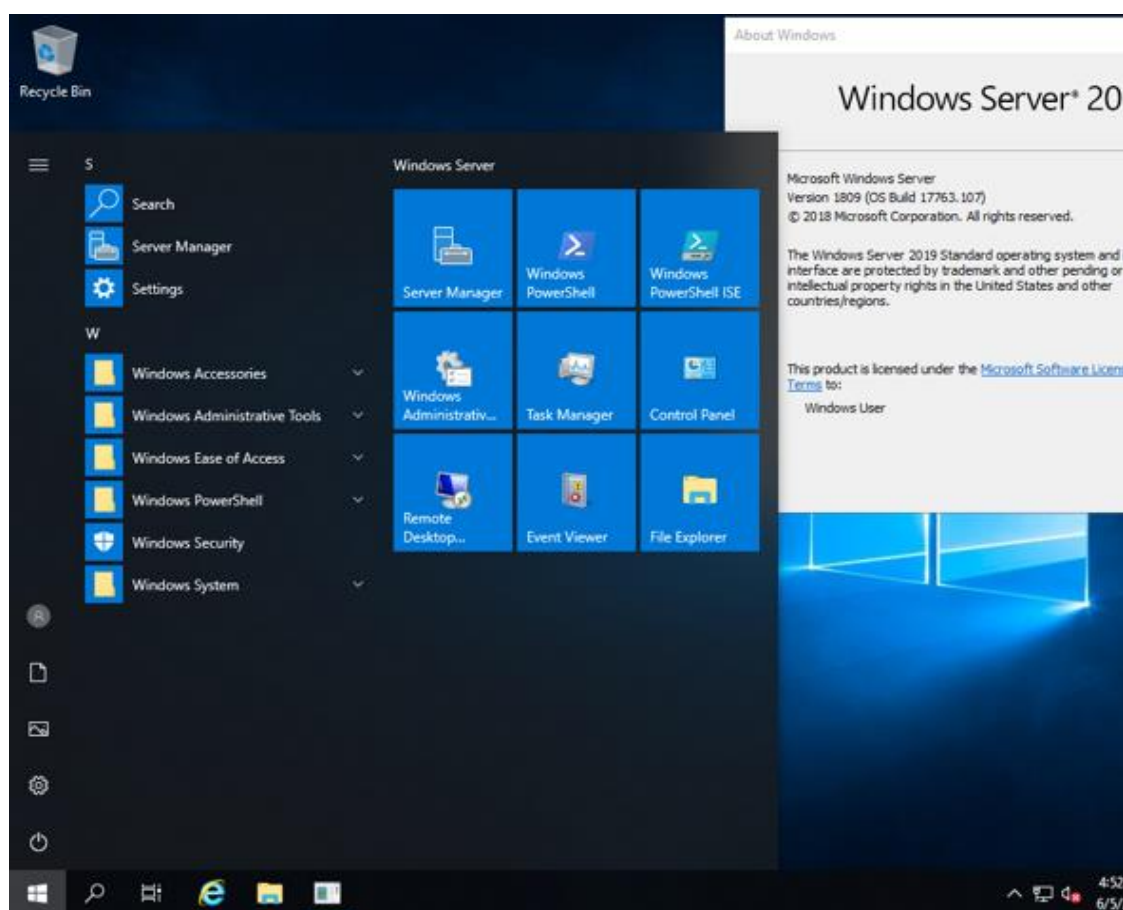 Recycle Bin
About Windows
Windows Server® 20
Microsoft Windows Server
Version 1809 (OS Build 17763.107)
© 2018 Microsoft Corporation. All rights reserved.
The Windows Server 2019 Standard operating system and
interface are protected by trademark and other pending or
intellectual property rights in the United States and other
countries/regions.
This product is licensed under the Microsoft Software Licen
Terms to:
Windows User
S
Search
Server Manager
Settings
W
Windows Accessories
Windows Administrative Tools
Windows Ease of Access
Windows PowerShell
Windows Security
Windows System
Windows Server
Server Manager
Windows
PowerShell
Windows
PowerShell ISE
Windows
Administrativ...
Task Manager
Control Panel
Remote
Desktop...
Event Viewer
File Explorer
4:52
6/5/